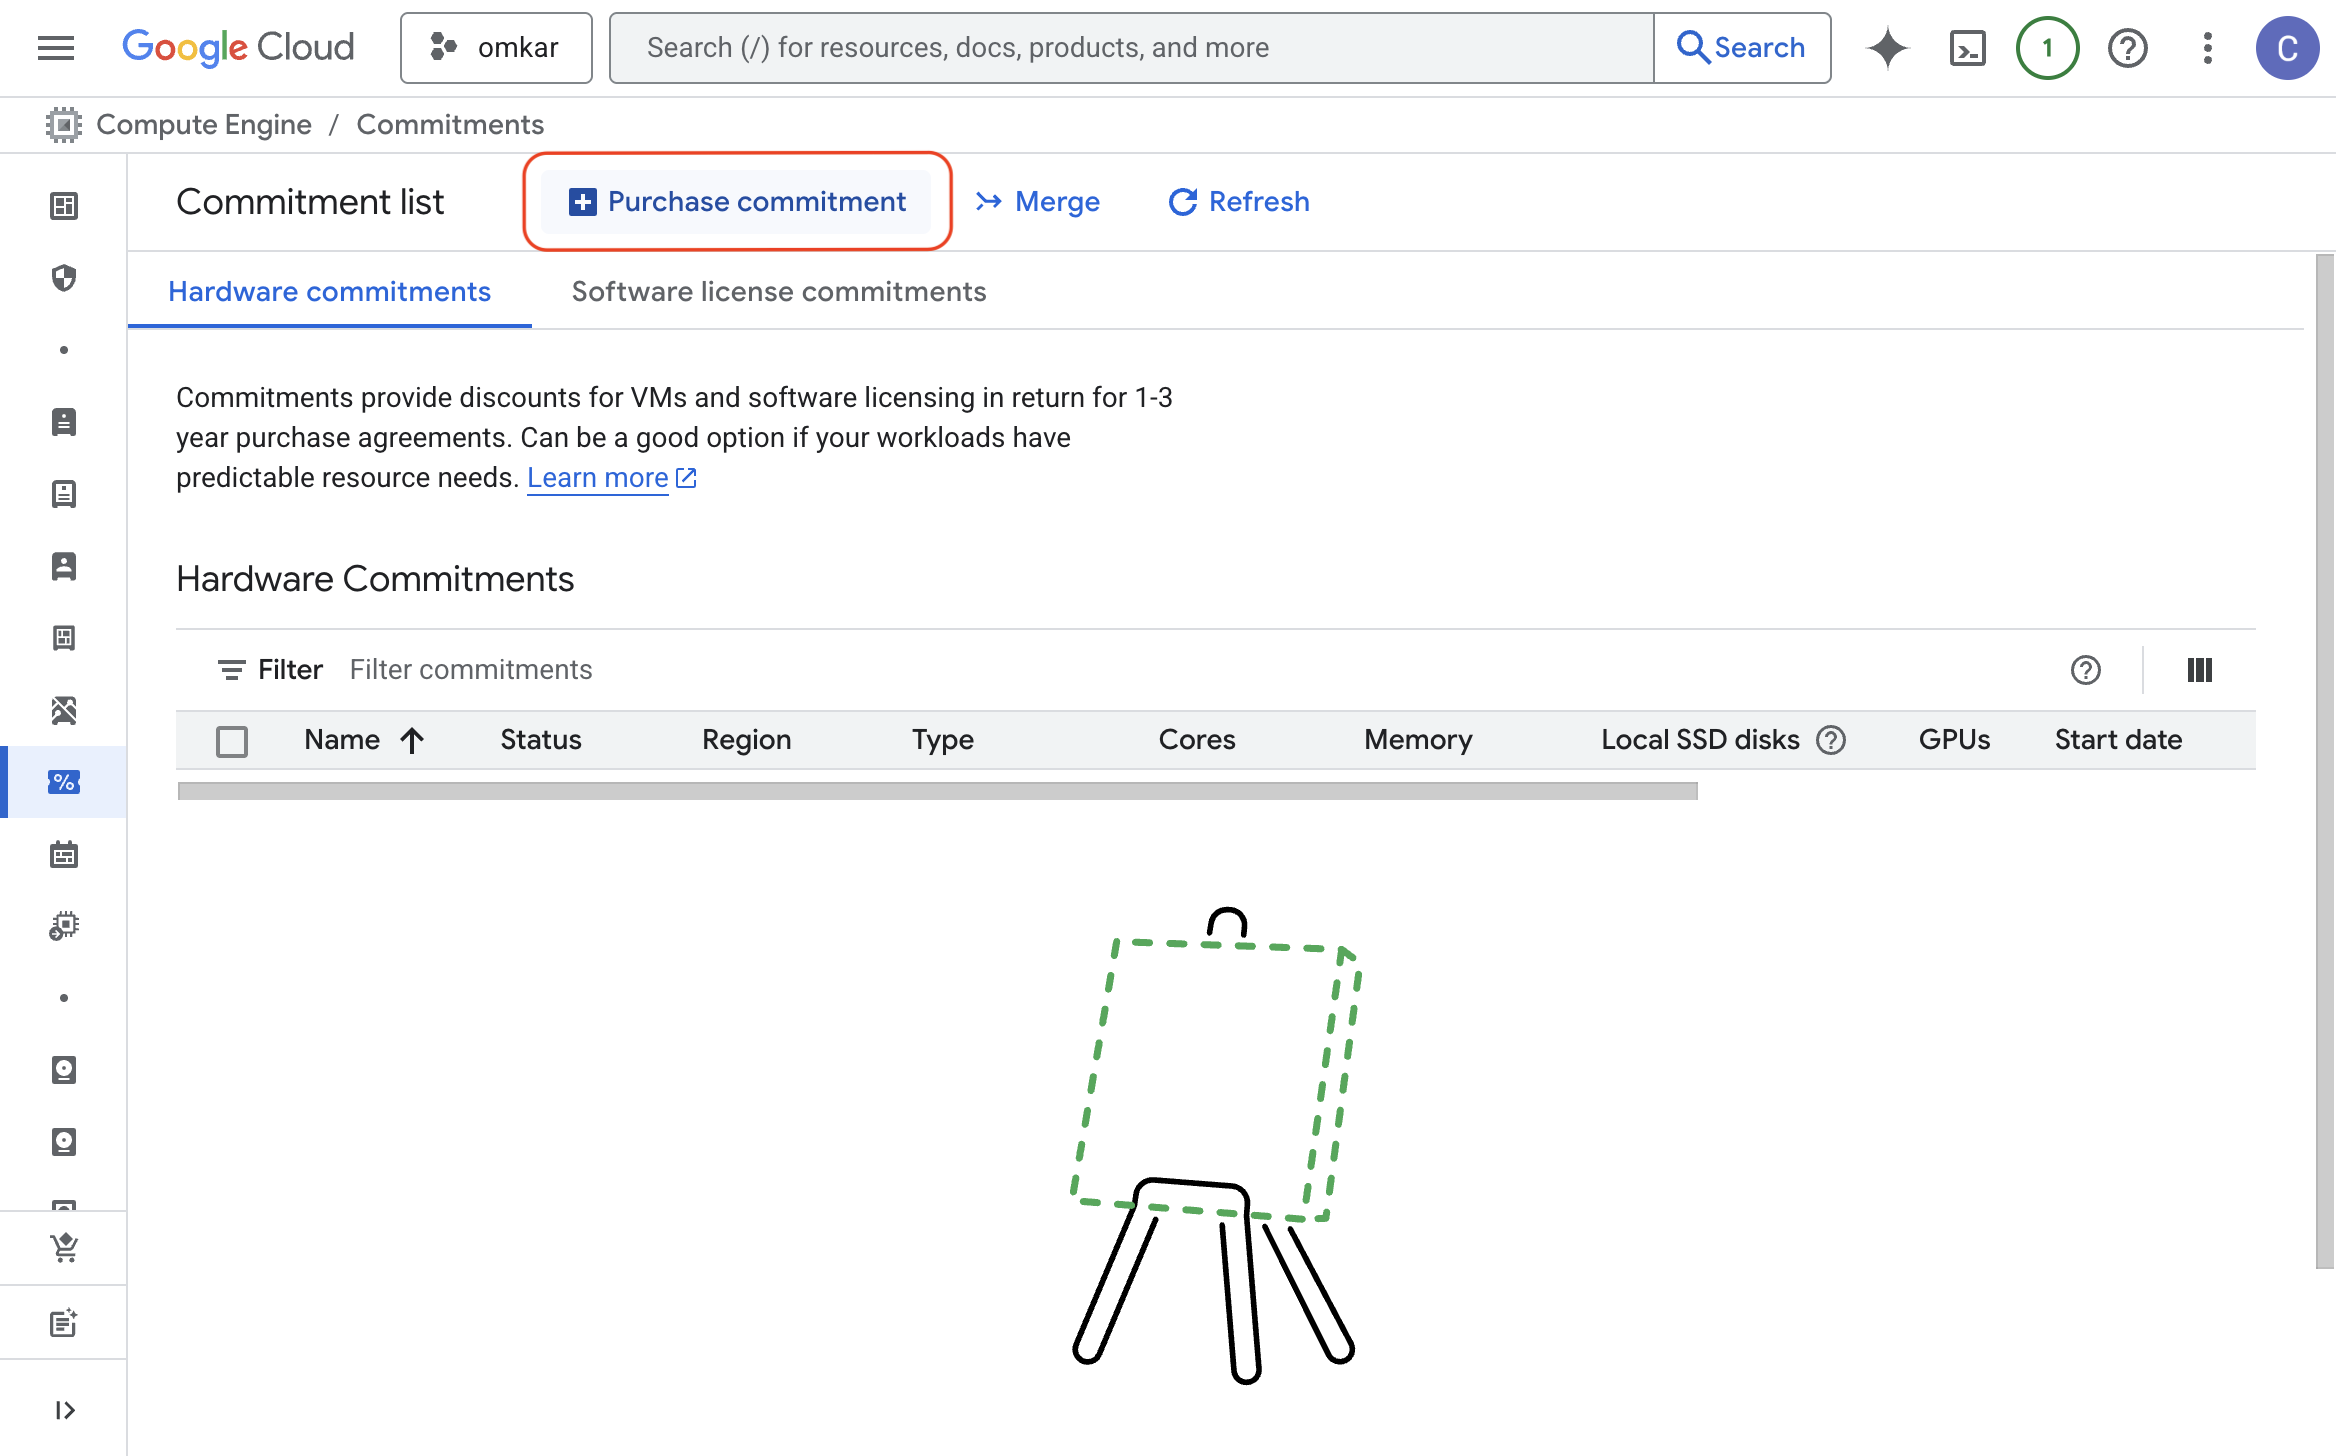 Google Cloud
omkar
Search (/) for resources, docs, products, and more
Search
1
C
Compute Engine / Commitments
Commitment list
Purchase commitment
Merge
Refresh
Hardware commitments
Software license commitments
Commitments provide discounts for VMs and software licensing in return for 1-3
year purchase agreements. Can be a good option if your workloads have
predictable resource needs. Learn more
Hardware Commitments
Filter Filter commitments
Name Status Region Type Cores Memory Local SSD disks GPUs Start date